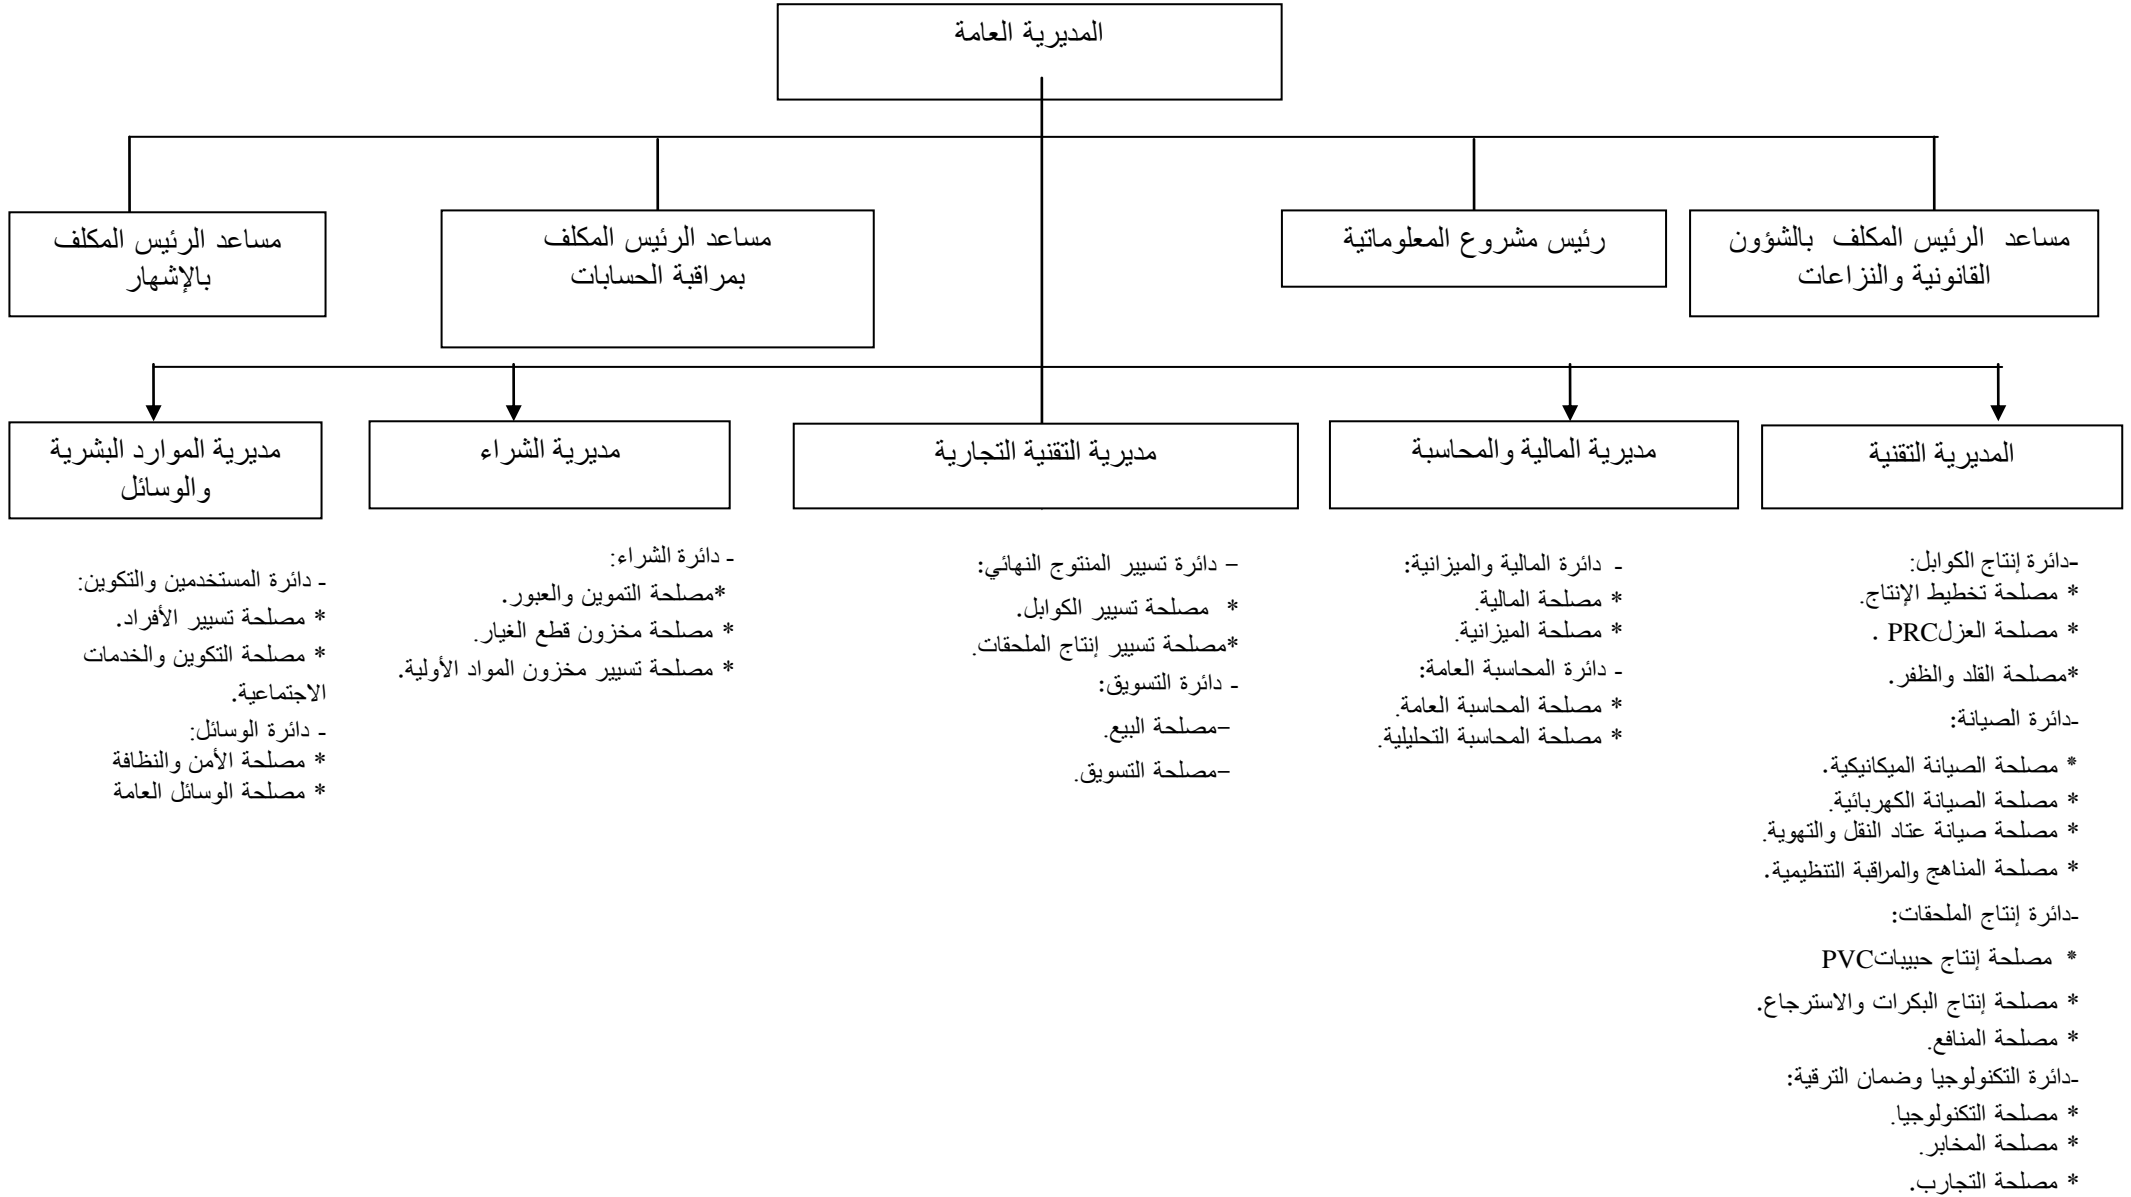 المديرية العامة
مساعد الرئيس المكلف بالشؤون
القانونية والنزاعات
رئيس مشروع المعلوماتية
مساعد الرئيس المكلف
بمراقبة الحسابات
مساعد الرئيس المكلف
بالإشهار
المديرية التقنية
مديرية المالية والمحاسبة
مديرية التقنية التجارية
مديرية الشراء
مديرية الموارد البشرية
والوسائل
-دائرة إنتاج الكوابل:
* مصلحة تخطيط الإنتاج.
* مصلحة العزلPRC .
*مصلحة القلد والظفر.
-دائرة الصيانة:
* مصلحة الصيانة الميكانيكية.
* مصلحة الصيانة الكهربائية.
* مصلحة صيانة عتاد النقل والتهوية.
* مصلحة المناهج والمراقبة التنظيمية.
-دائرة إنتاج الملحقات:
* مصلحة إنتاج حبيباتPVC
* مصلحة إنتاج البكرات والاسترجاع.
* مصلحة المنافع.
-دائرة التكنولوجيا وضمان الترقية:
* مصلحة التكنولوجيا.
* مصلحة المخابر.
* مصلحة التجارب.
- دائرة المالية والميزانية:
* مصلحة المالية.
* مصلحة الميزانية.
- دائرة المحاسبة العامة:
* مصلحة المحاسبة العامة.
* مصلحة المحاسبة التحليلية.
– دائرة تسيير المنتوج النهائي:
* مصلحة تسيير الكوابل.
*مصلحة تسيير إنتاج الملحقات.
- دائرة التسويق:
–مصلحة البيع.
–مصلحة التسويق.
- دائرة الشراء:
*مصلحة التموين والعبور.
* مصلحة مخزون قطع الغيار.
* مصلحة تسيير مخزون المواد الأولية.
- دائرة المستخدمين والتكوين:
* مصلحة تسيير الأفراد.
* مصلحة التكوين والخدمات
الاجتماعية.
- دائرة الوسائل:
* مصلحة الأمن والنظافة
* مصلحة الوسائل العامة